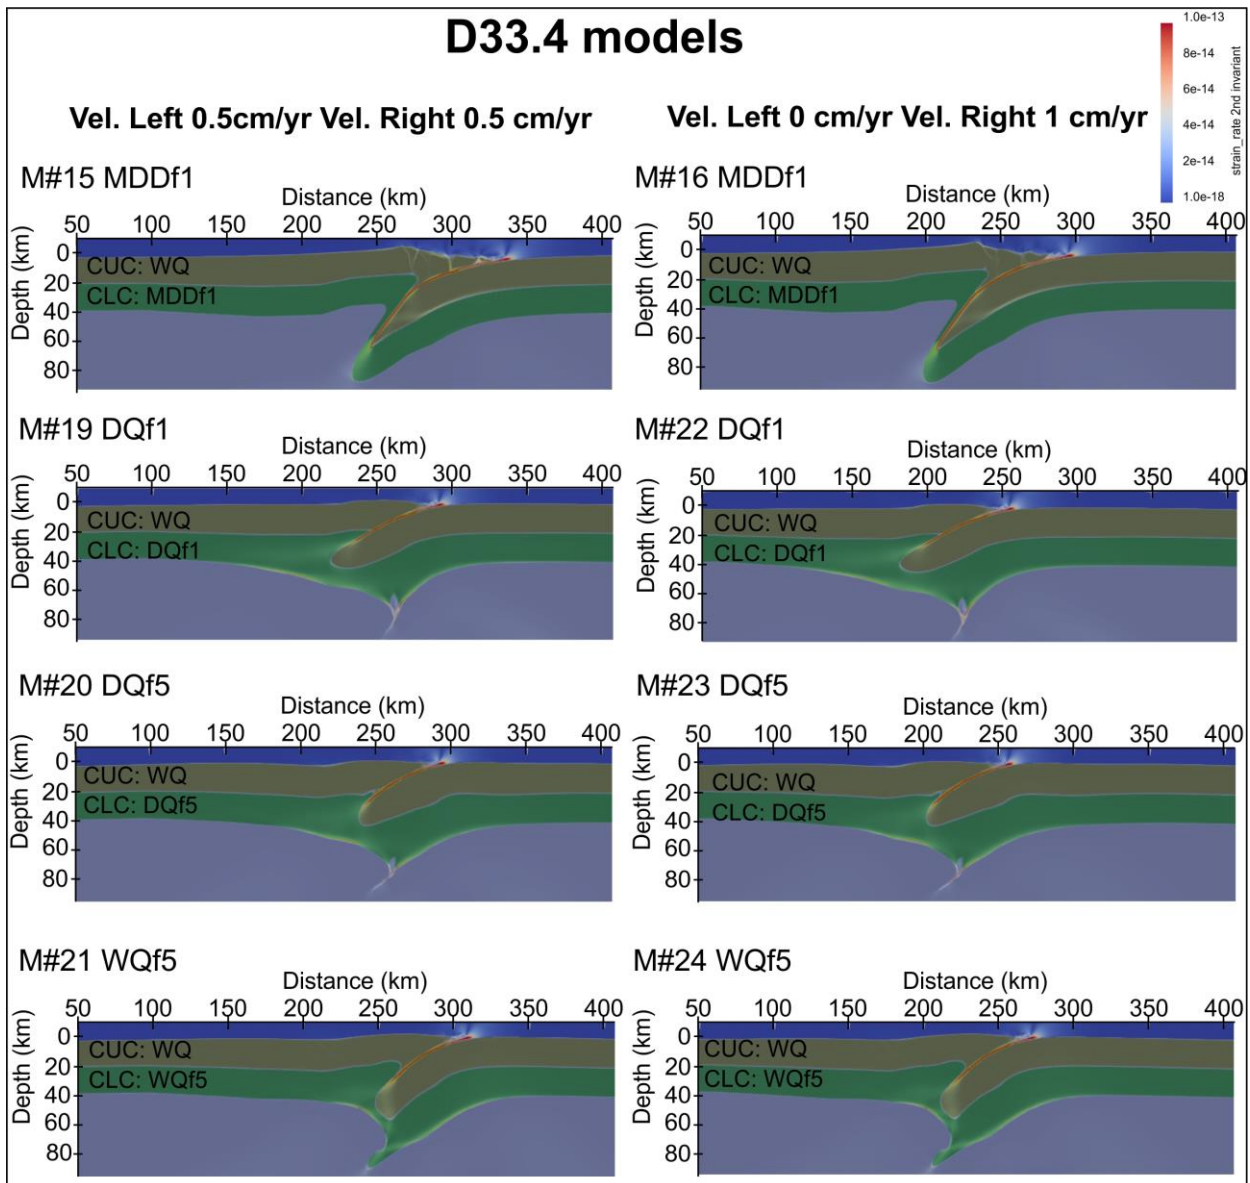 D33.4 models
Vel. Left 0.5cm/yr Vel. Right 0.5 cm/yr
Vel. Left 0 cm/yr Vel. Right 1 cm/yr
1.0e-13
8e-14
6e-14
4e-14
2e-14
1.0e-18
strain_rate 2nd invariant
M#15 MDDf1
Distance (km)
50 100 150 200 250 300 350 400
Depth (km)
0
20
40
60
80
CUC: WQ
CLC: MDDf1
M#16 MDDf1
Distance (km)
50 100 150 200 250 300 350 400
Depth (km)
0
20
40
60
80
CUC: WQ
CLC: MDDf1
M#19 DQf1
Distance (km)
50 100 150 200 250 300 350 400
Depth (km)
0
20
40
60
80
CUC: WQ
CLC: DQf1
M#22 DQf1
Distance (km)
50 100 150 200 250 300 350 400
Depth (km)
0
20
40
60
80
CUC: WQ
CLC: DQf1
M#20 DQf5
Distance (km)
50 100 150 200 250 300 350 400
Depth (km)
0
20
40
60
80
CUC: WQ
CLC: DQf5
M#23 DQf5
Distance (km)
50 100 150 200 250 300 350 400
Depth (km)
0
20
40
60
80
CUC: WQ
CLC: DQf5
M#21 WQf5
Distance (km)
50 100 150 200 250 300 350 400
Depth (km)
0
20
40
60
80
CUC: WQ
CLC: WQf5
M#24 WQf5
Distance (km)
50 100 150 200 250 300 350 400
Depth (km)
0
20
40
60
80
CUC: WQ
CLC: WQf5